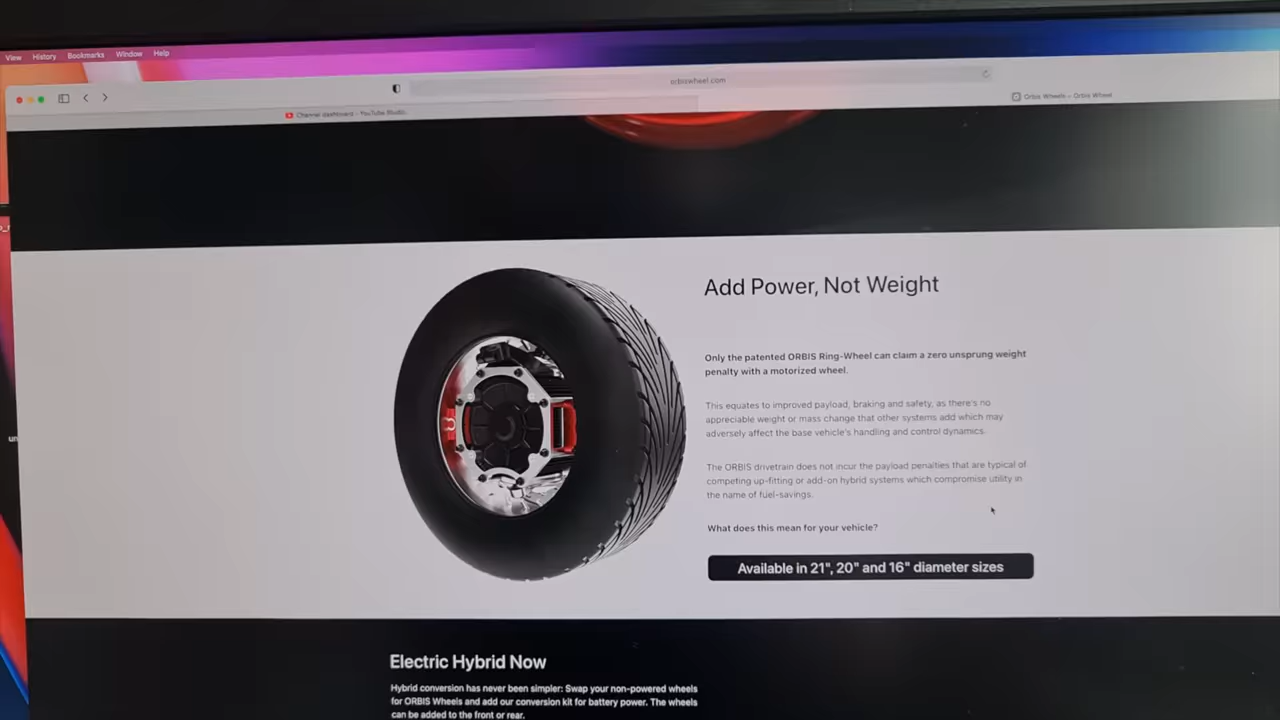 View History Bookmarks Window Help
orbiswheel.com
Channel dashboard - YouTube Studio
Orbis Wheels – Orbis Wheel
Add Power, Not Weight
Only the patented ORBIS Ring-Wheel can claim a zero unsprung weight
penalty with a motorized wheel.
This equates to improved payload, braking and safety, as there's no
appreciable weight or mass change that other systems add which may
adversely affect the base vehicle's handling and control dynamics.
The ORBIS drivetrain does not incur the payload penalties that are typical of
competing up-fitting or add-on hybrid systems which compromise utility in
the name of fuel-savings.
What does this mean for your vehicle?
Available in 21", 20" and 16" diameter sizes
Electric Hybrid Now
Hybrid conversion has never been simpler: Swap your non-powered wheels
for ORBIS Wheels and add our conversion kit for battery power. The wheels
can be added to the front or rear.